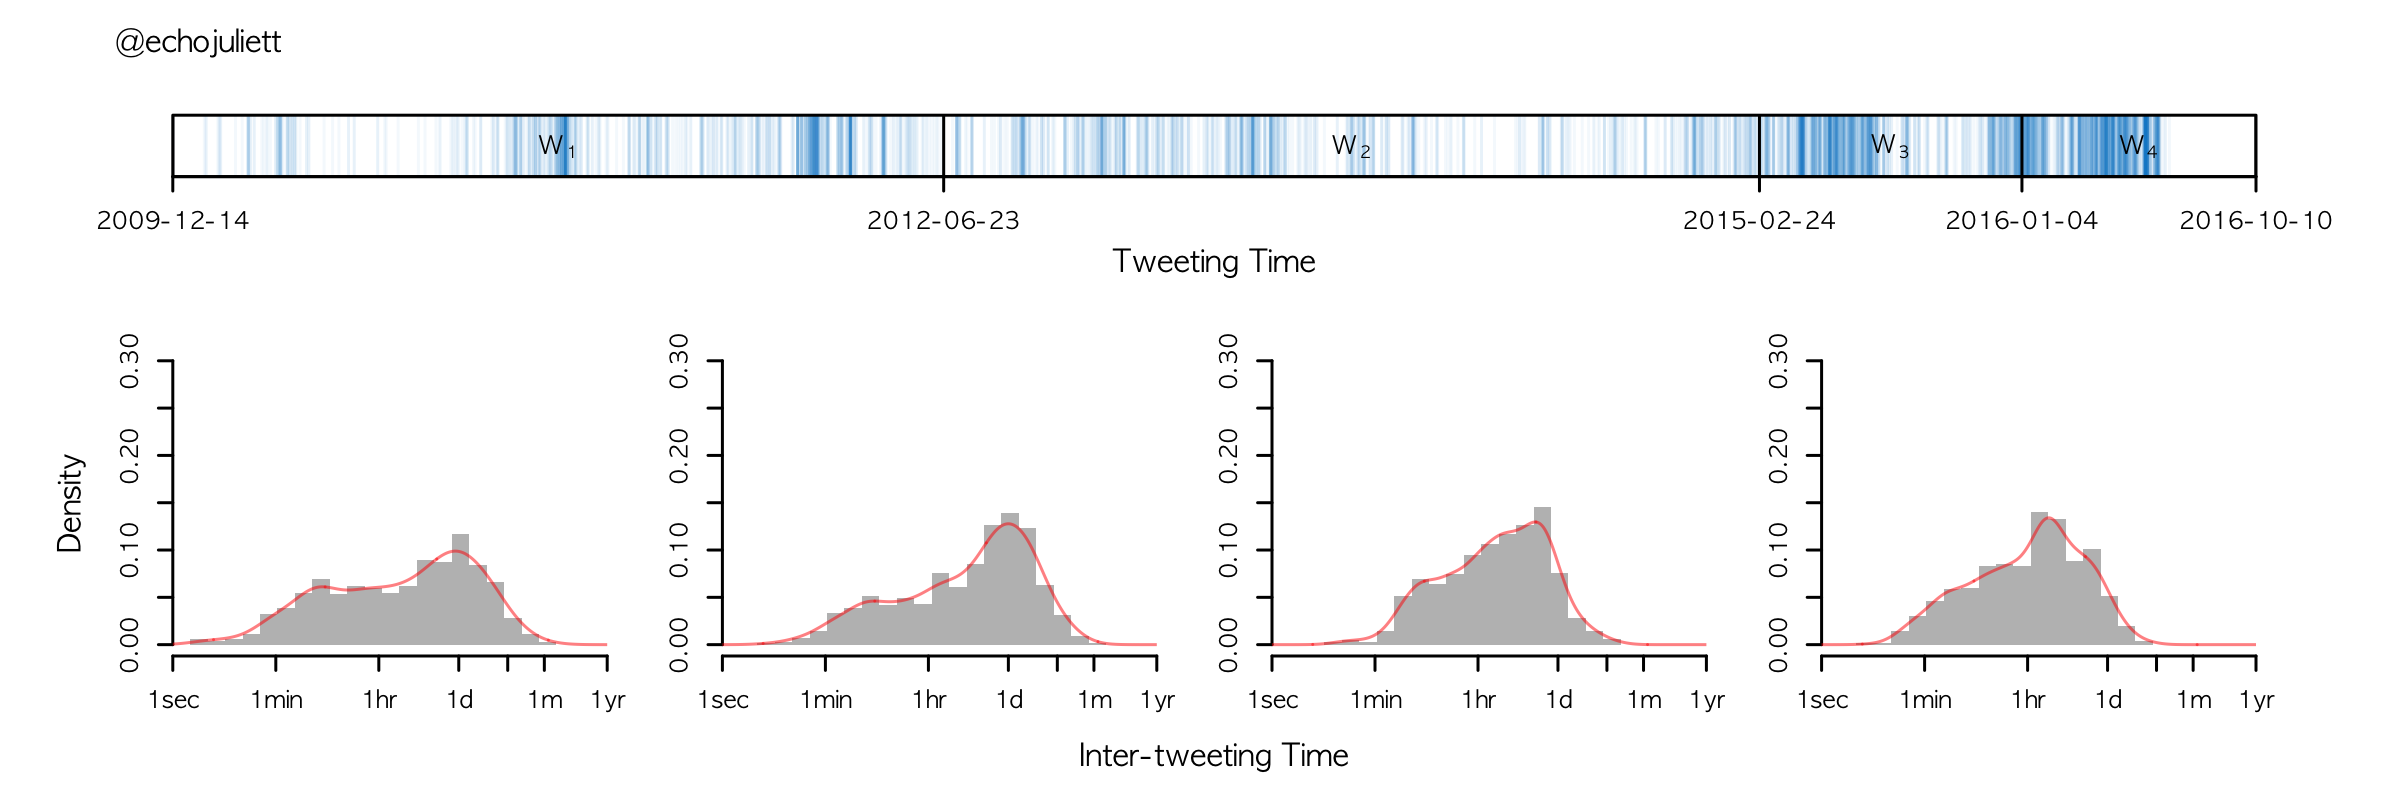 @echojuliett
W₁ W₂ W₃ W₄
2009-12-14 2012-06-23 2015-02-24 2016-01-04 2016-10-10
Tweeting Time
Density
0.30 0.30 0.30 0.30
0.20 0.20 0.20 0.20
0.10 0.10 0.10 0.10
0.00 0.00 0.00 0.00
1sec 1min 1hr 1d 1m 1yr 1sec 1min 1hr 1d 1m 1yr 1sec 1min 1hr 1d 1m 1yr 1sec 1min 1hr 1d 1m 1yr
Inter-tweeting Time